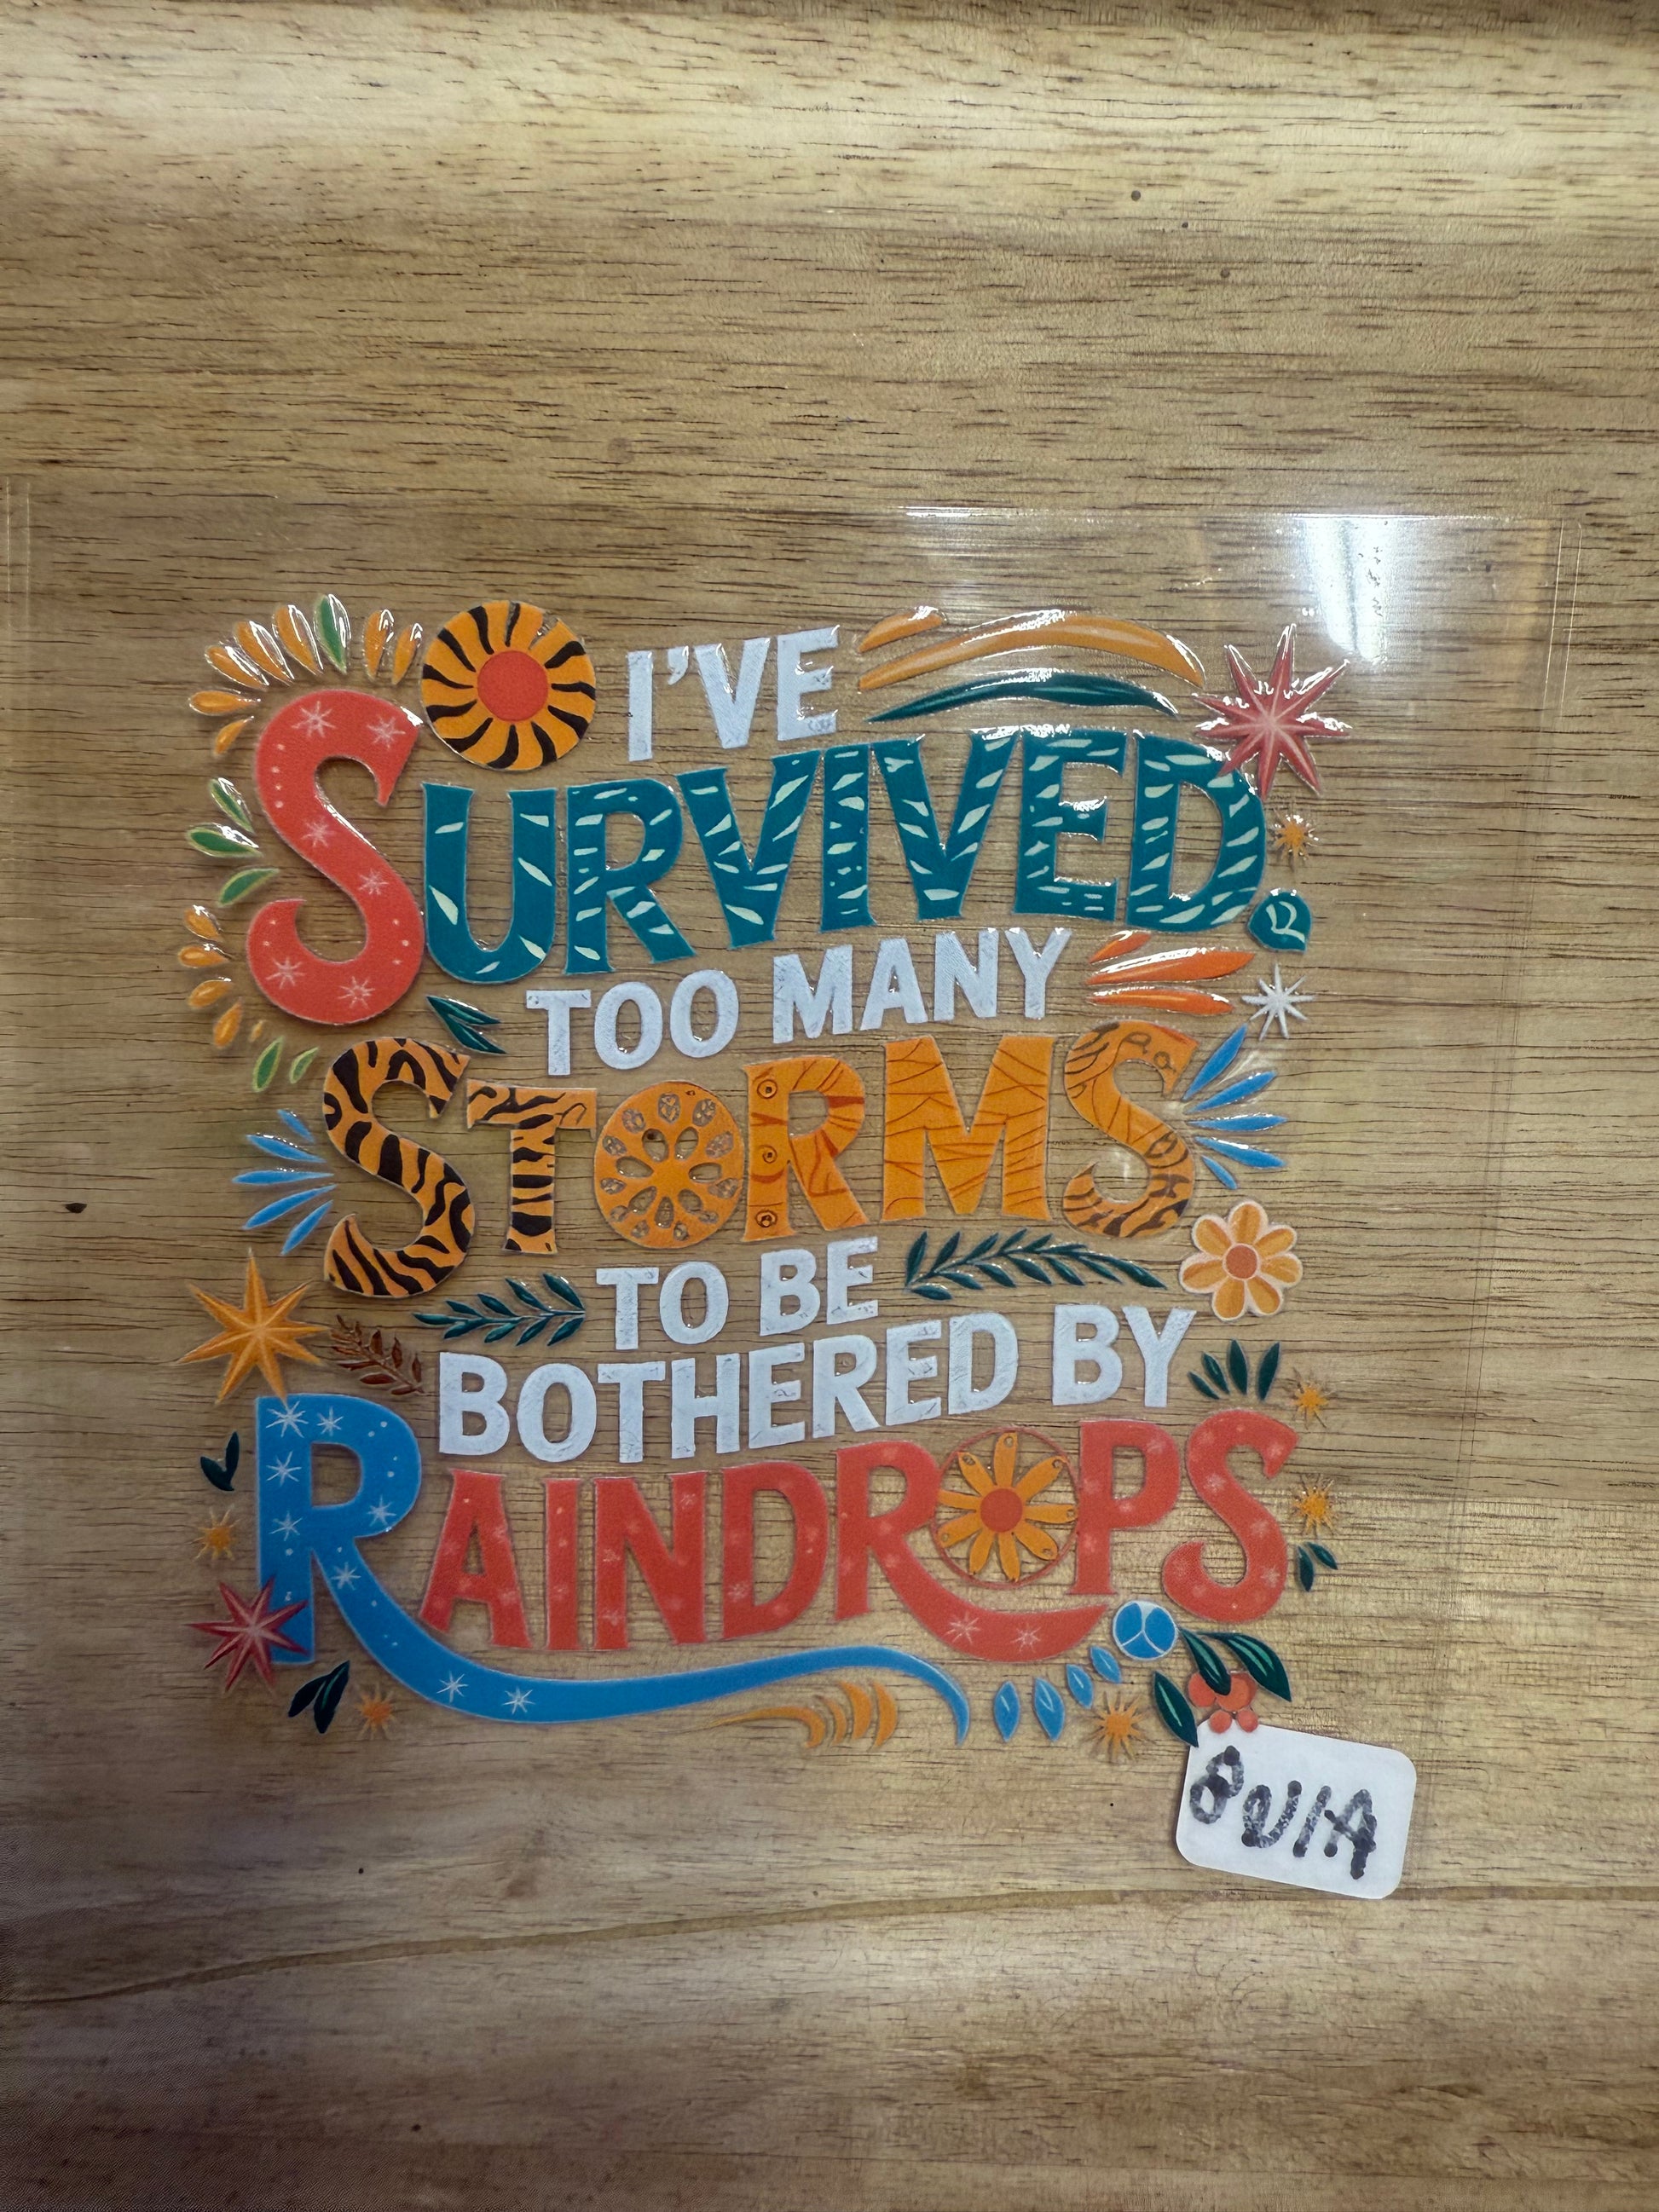 I'VE
SURVIVED.
TOO MANY
STORMS
TO BE
BOTHERED BY
RAINDROPS